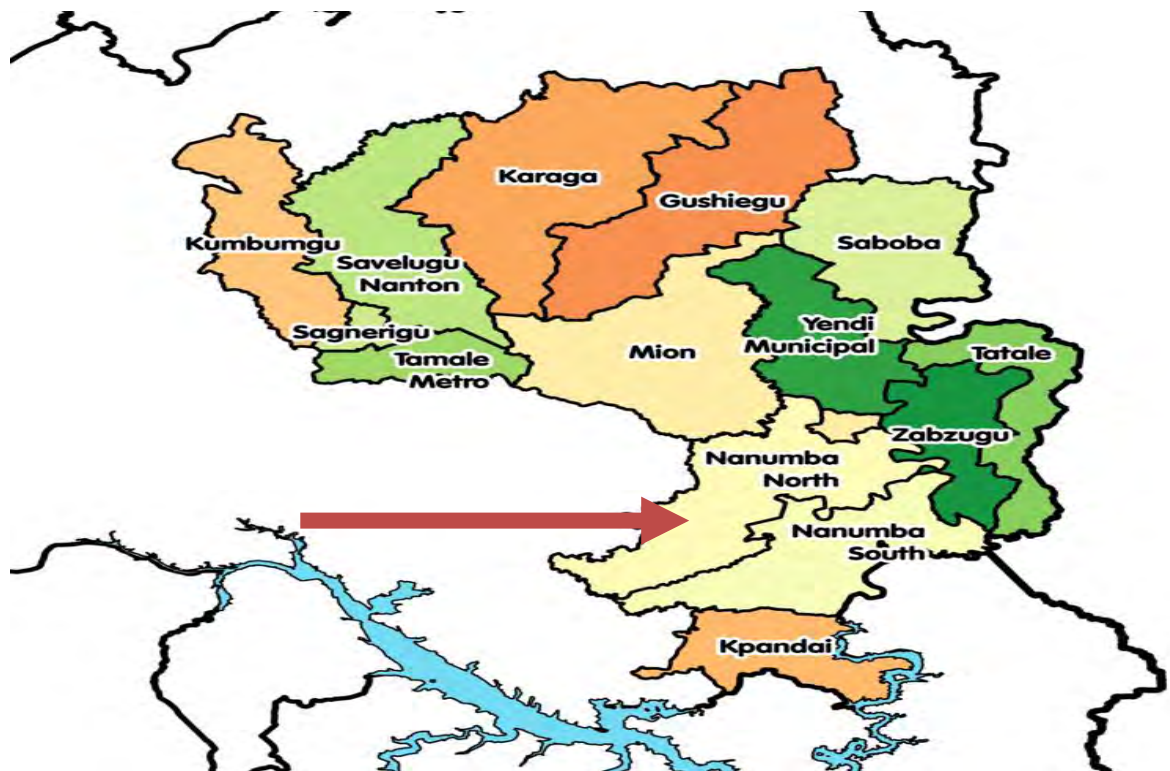 Karaga
Gushiegu
Kumbumgu
Saboba
Savelugu
Nanton
Sagnerigu
Yendi
Municipal
Mion
Tatale
Tamale
Metro
Zabzugu
Nanumba
North
Nanumba
South
Kpandai